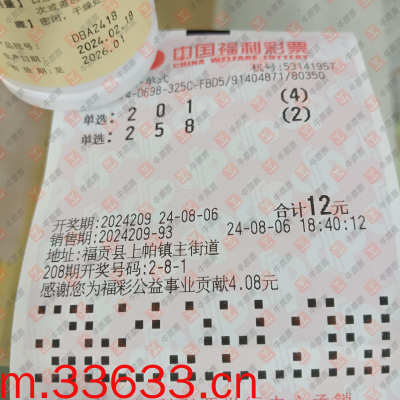 DBA2418
2024.02.19
2026.01
中国福利彩票
CHINA WELFARE LOTTERY
机号:53141957
4-0698-325C-FBD5/91404871/80350
单选: 2 0 1 (4)
单选: 2 5 8 (2)
开奖期:2024209 24-08-06 合计12元
销售期:2024209-93 24-08-06 18:40:12
地址:福贡县上帕镇主街道
208期开奖号码:2-8-1
感谢您为福彩公益事业贡献4.08元
m.33633.cn